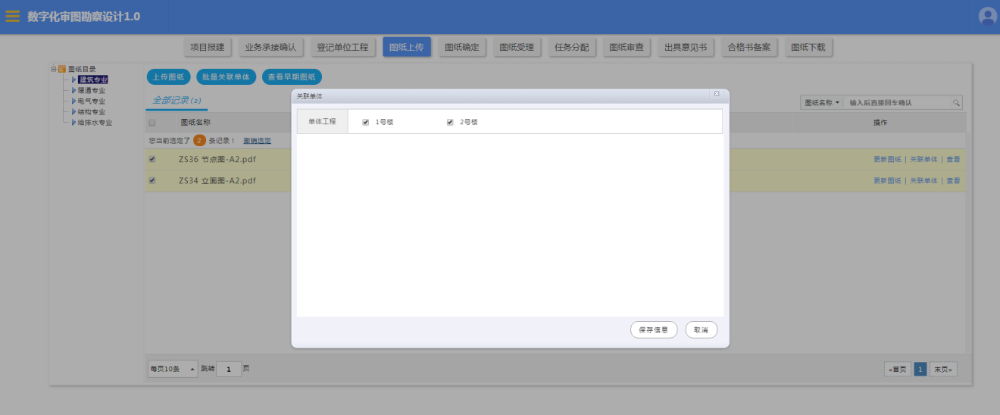 数字化审图勘察设计1.0
项目报建 业务承接确认 登记单位工程 图纸上传 图纸确定 图纸受理 任务分配 图纸审查 出具意见书 合格书备案 图纸下载
图纸目录
建筑专业
暖通专业
电气专业
结构专业
给排水专业
上传图纸 批量关联单体 查看早期图纸
全部记录 (2)
图纸名称 输入后直接回车确认
图纸名称 操作
您当前选定了 2 条记录！ 撤销选定
ZS36 节点图-A2.pdf 更新图纸 | 关联单体 | 查看
ZS34 立面图-A2.pdf 更新图纸 | 关联单体 | 查看
关联单体
单体工程 1号楼 2号楼
保存信息 取消
每页10条 跳转 1 页 «首页 1 末页»